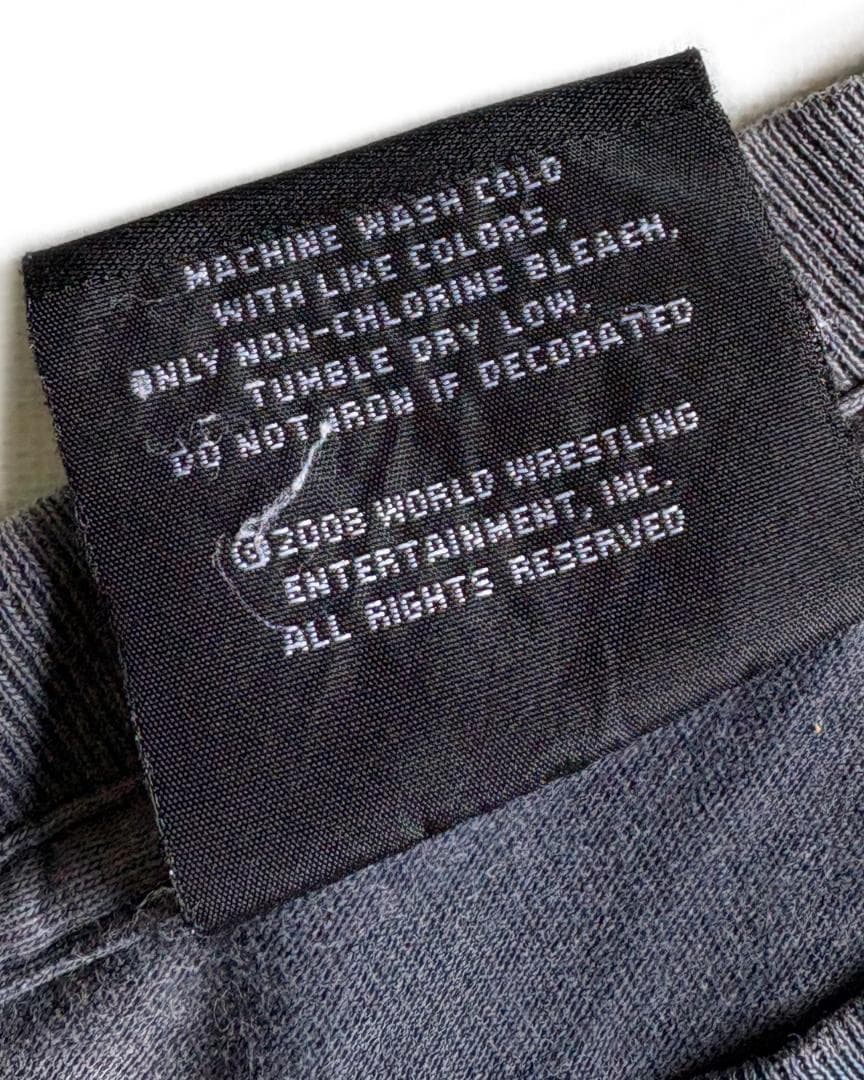 MACHINE WASH COLD
WITH LIKE COLORS.
ONLY NON-CHLORINE BLEACH,
TUMBLE DRY LOW.
DO NOT IRON IF DECORATED
©2008 WORLD WRESTLING
ENTERTAINMENT, INC.
ALL RIGHTS RESERVED